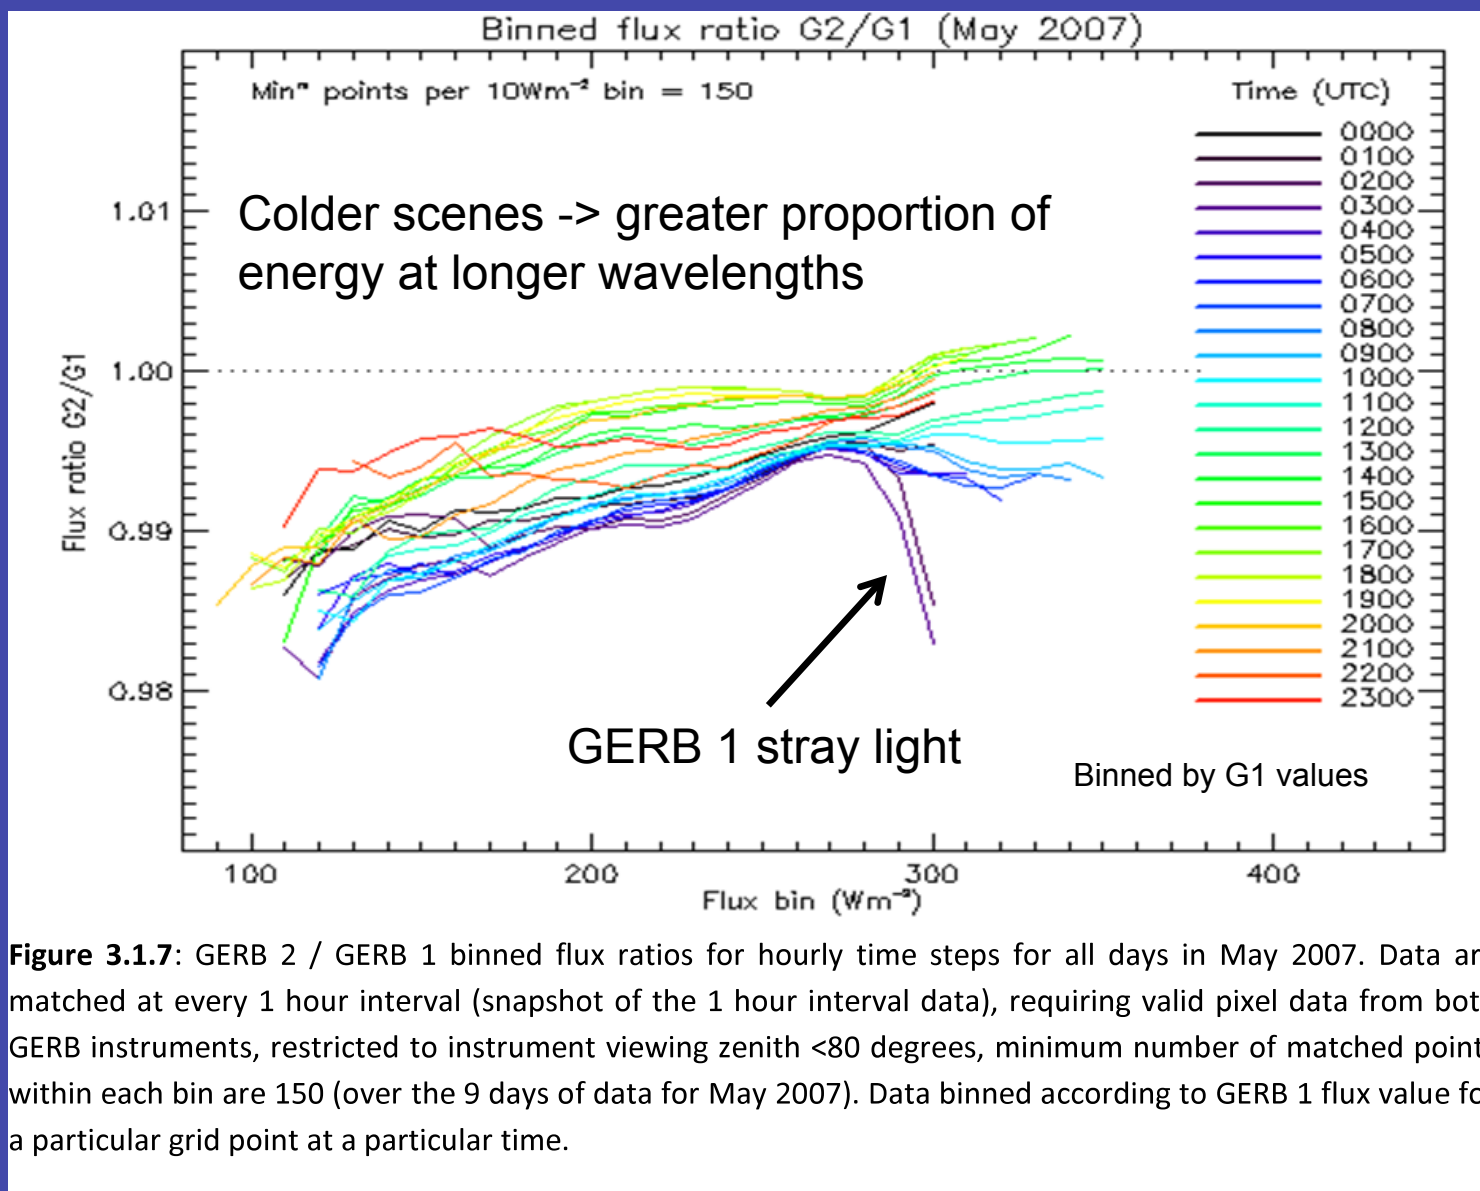 Binned flux ratio G2/G1 (May 2007)
Minⁿ points per 10Wm⁻² bin = 150
Time (UTC)
0000
0100
0200
0300
0400
0500
0600
0700
0800
0900
1000
1100
1200
1300
1400
1500
1600
1700
1800
1900
2000
2100
2200
2300
Colder scenes -> greater proportion of
energy at longer wavelengths
1.01
1.00
0.99
0.98
Flux ratio G2/G1
GERB 1 stray light
Binned by G1 values
100 200 300 400
Flux bin (Wm⁻²)
Figure 3.1.7: GERB 2 / GERB 1 binned flux ratios for hourly time steps for all days in May 2007. Data ar
matched at every 1 hour interval (snapshot of the 1 hour interval data), requiring valid pixel data from bot
GERB instruments, restricted to instrument viewing zenith <80 degrees, minimum number of matched point
within each bin are 150 (over the 9 days of data for May 2007). Data binned according to GERB 1 flux value fo
a particular grid point at a particular time.